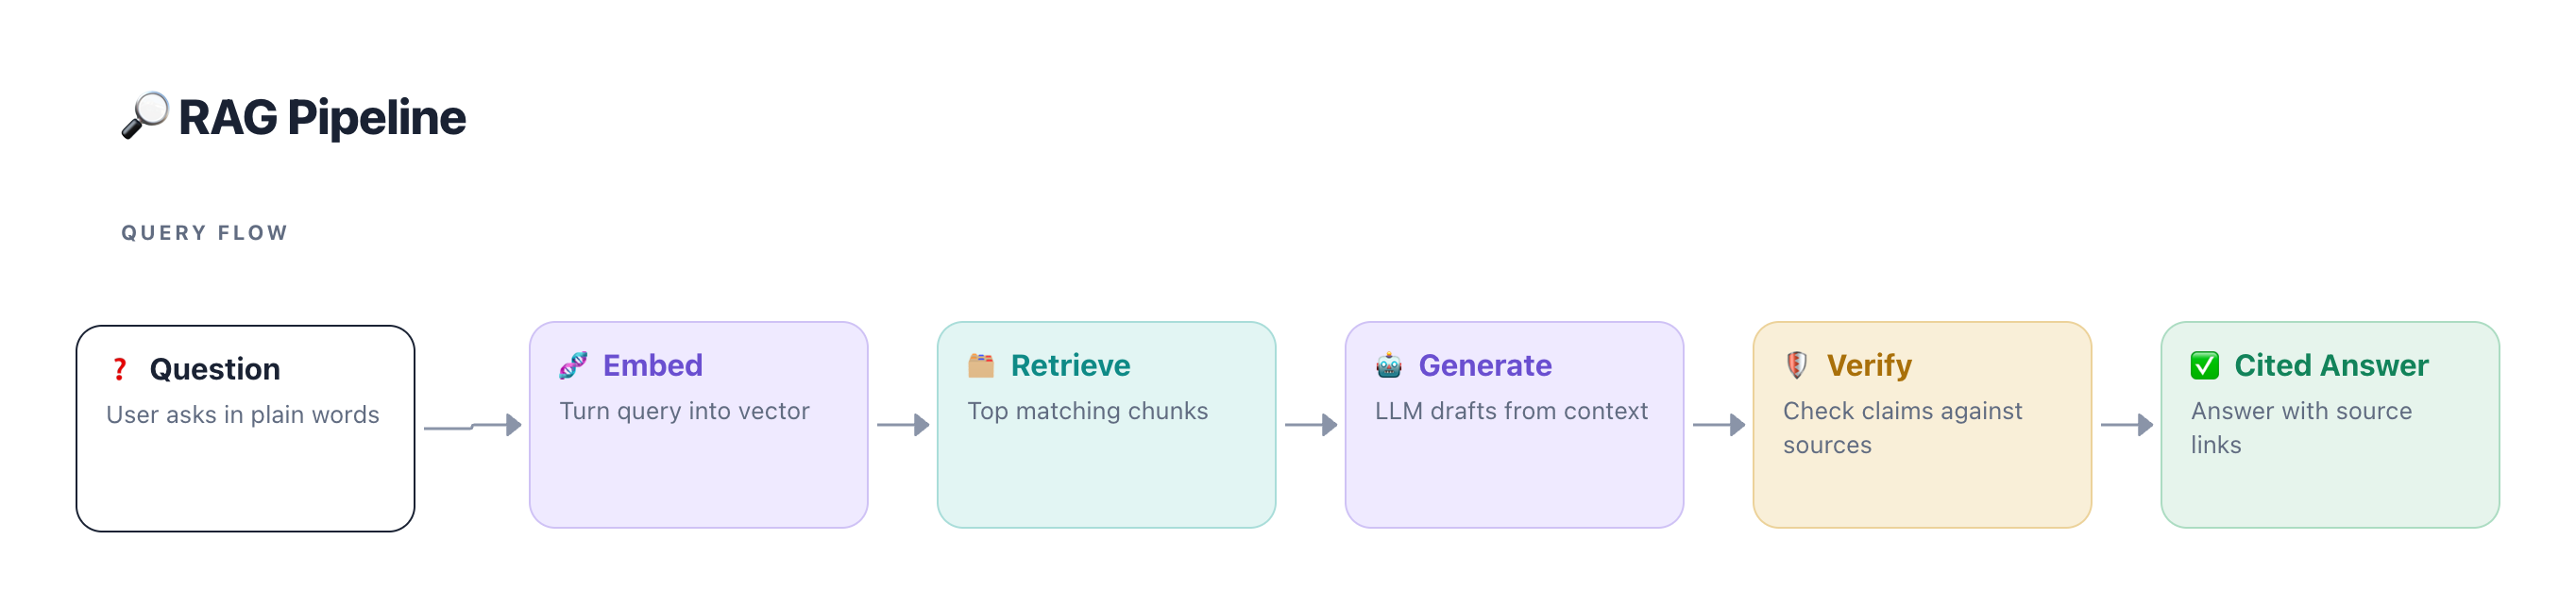 🔎 RAG Pipeline
QUERY FLOW
❓ Question
User asks in plain words
🧬 Embed
Turn query into vector
🗂️ Retrieve
Top matching chunks
🤖 Generate
LLM drafts from context
🛡️ Verify
Check claims against
sources
✅ Cited Answer
Answer with source
links